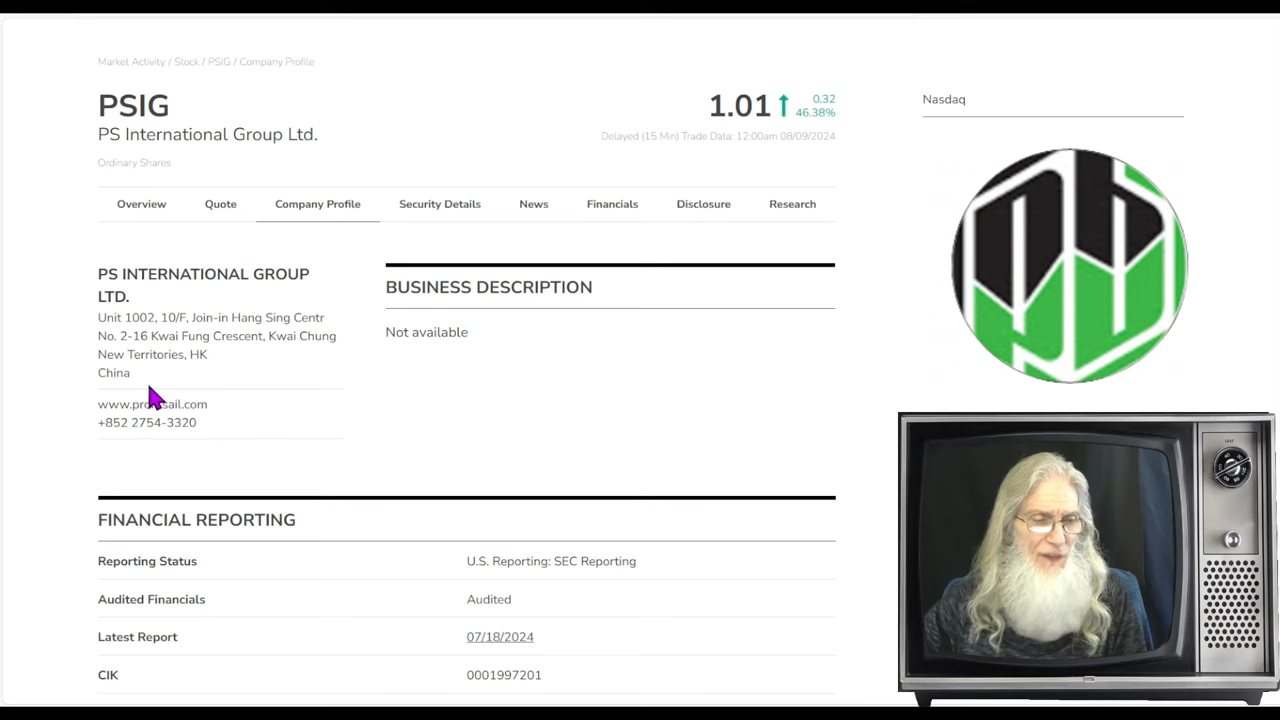 Market Activity / Stock / PSIG / Company Profile
PSIG
PS International Group Ltd.
Ordinary Shares
1.01 0.32
46.38%
Delayed (15 Min) Trade Data: 12:00am 08/09/2024
Nasdaq
Overview Quote Company Profile Security Details News Financials Disclosure Research
PS INTERNATIONAL GROUP
LTD.
Unit 1002, 10/F, Join-in Hang Sing Centr
No. 2-16 Kwai Fung Crescent, Kwai Chung
New Territories, HK
China
+852 2754-3320
BUSINESS DESCRIPTION
Not available
FINANCIAL REPORTING
Reporting Status U.S. Reporting: SEC Reporting
Audited Financials Audited
Latest Report 07/18/2024
CIK 0001997201